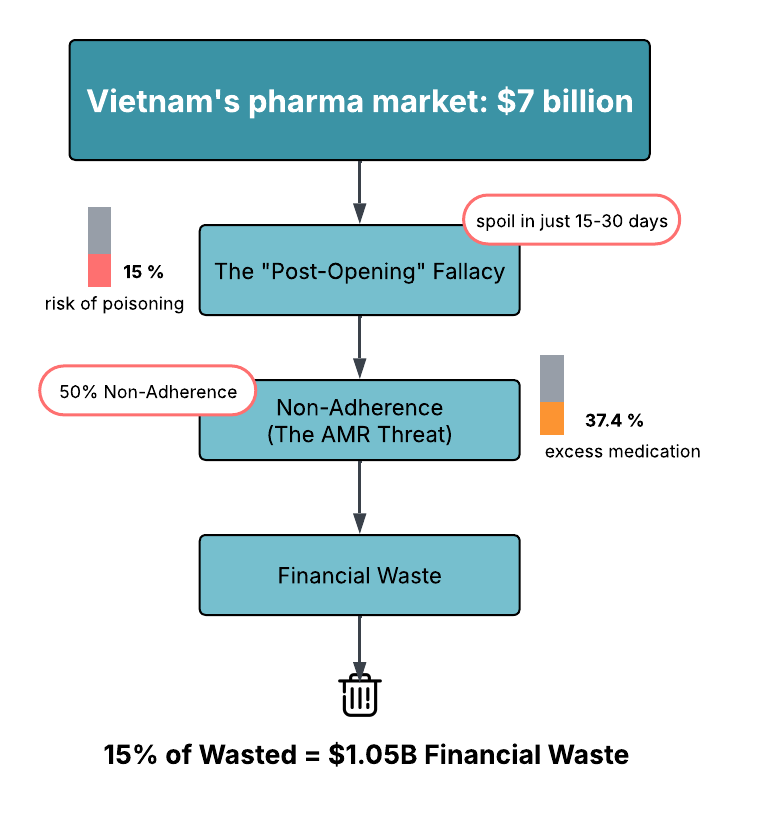 Vietnam's pharma market: $7 billion
spoil in just 15-30 days
The "Post-Opening" Fallacy
15 %
risk of poisoning
50% Non-Adherence
Non-Adherence
(The AMR Threat)
37.4 %
excess medication
Financial Waste
15% of Wasted = $1.05B Financial Waste